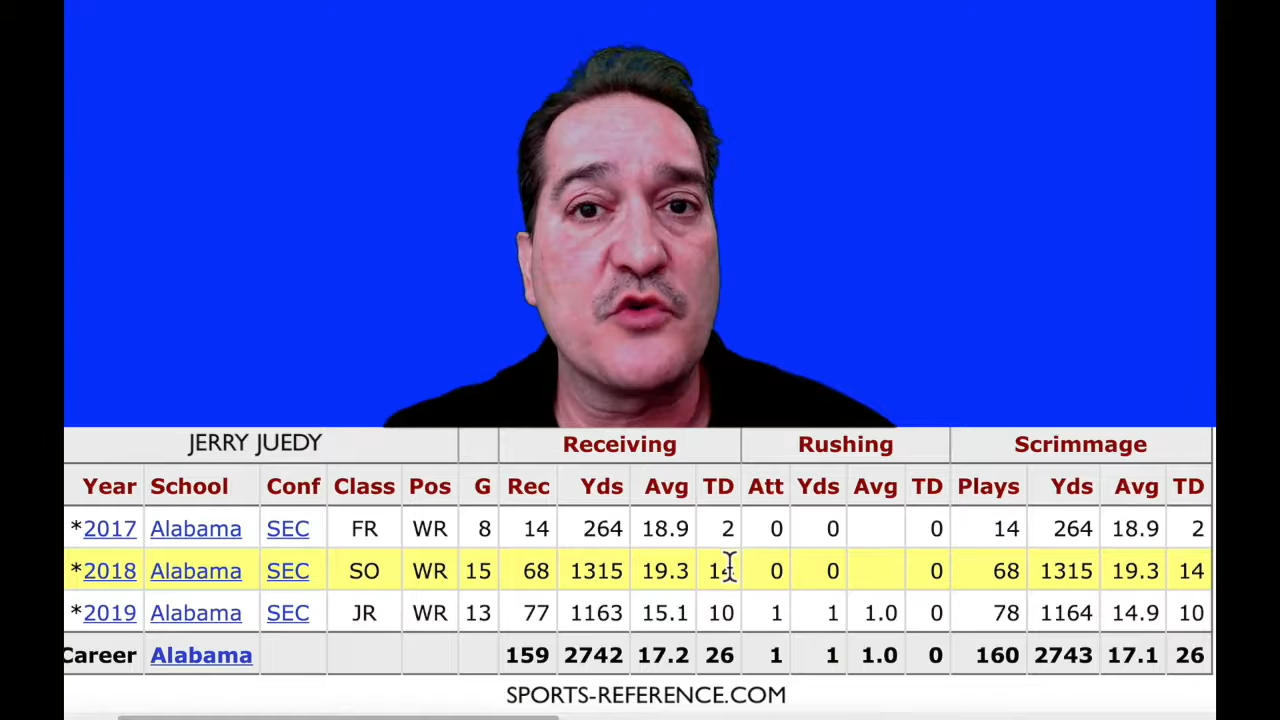 JERRY JUEDY Receiving Rushing Scrimmage
Year School Conf Class Pos G Rec Yds Avg TD Att Yds Avg TD Plays Yds Avg TD
*2017 Alabama SEC FR WR 8 14 264 18.9 2 0 0 0 14 264 18.9 2
*2018 Alabama SEC SO WR 15 68 1315 19.3 14 0 0 0 68 1315 19.3 14
*2019 Alabama SEC JR WR 13 77 1163 15.1 10 1 1 1.0 0 78 1164 14.9 10
Career Alabama 159 2742 17.2 26 1 1 1.0 0 160 2743 17.1 26
SPORTS-REFERENCE.COM